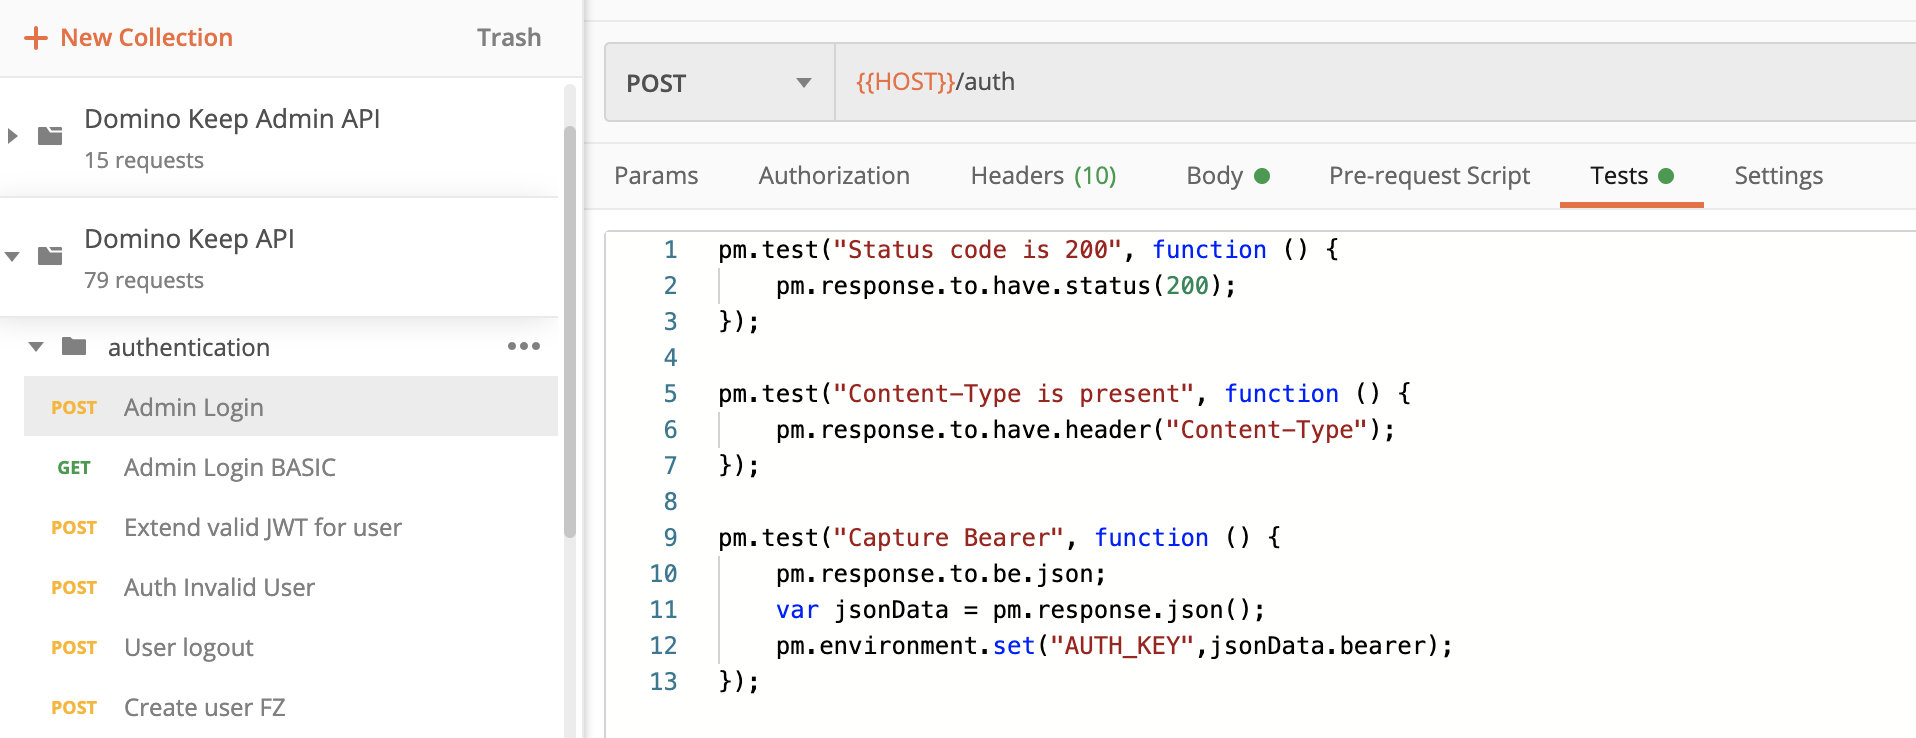 + New Collection Trash
Domino Keep Admin API
15 requests
Domino Keep API
79 requests
authentication •••
POST Admin Login
GET Admin Login BASIC
POST Extend valid JWT for user
POST Auth Invalid User
POST User logout
POST Create user FZ
POST {{HOST}}/auth
Params Authorization Headers (10) Body Pre-request Script Tests Settings
1 pm.test("Status code is 200", function () {
2     pm.response.to.have.status(200);
3 });
4
5 pm.test("Content-Type is present", function () {
6     pm.response.to.have.header("Content-Type");
7 });
8
9 pm.test("Capture Bearer", function () {
10     pm.response.to.be.json;
11     var jsonData = pm.response.json();
12     pm.environment.set("AUTH_KEY",jsonData.bearer);
13 });